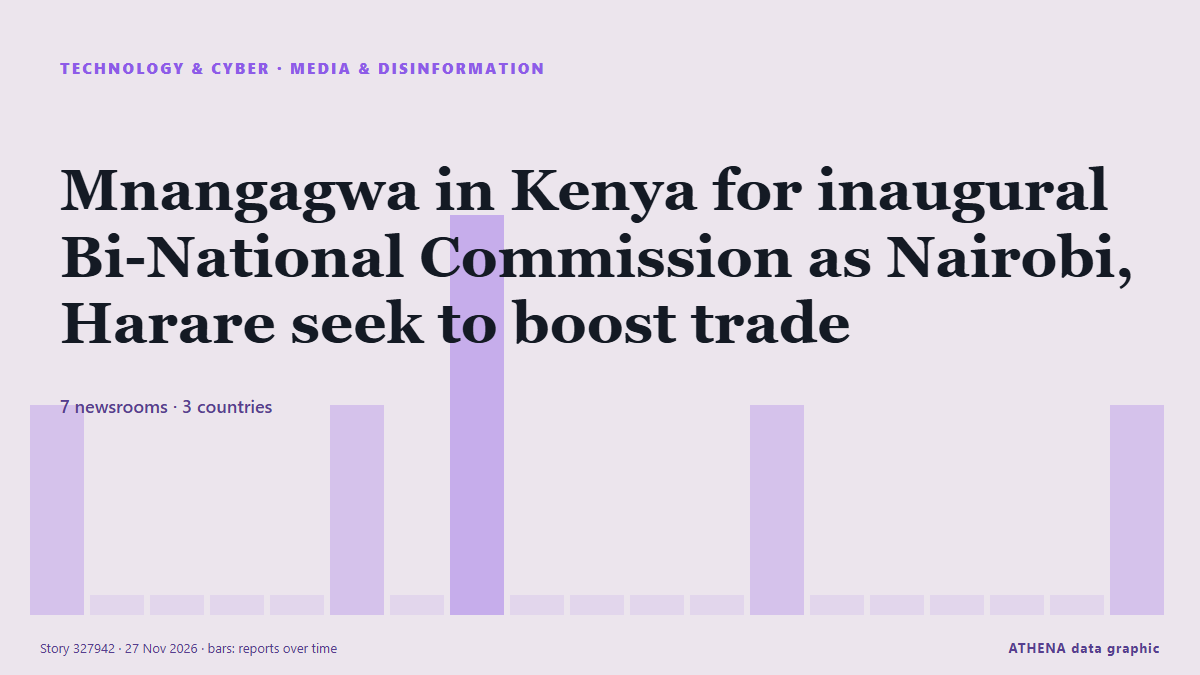 TECHNOLOGY & CYBER · MEDIA & DISINFORMATION
Mnangagwa in Kenya for inaugural
Bi-National Commission as Nairobi,
Harare seek to boost trade
7 newsrooms · 3 countries
Story 327942 · 27 Nov 2026 · bars: reports over time
ATHENA data graphic